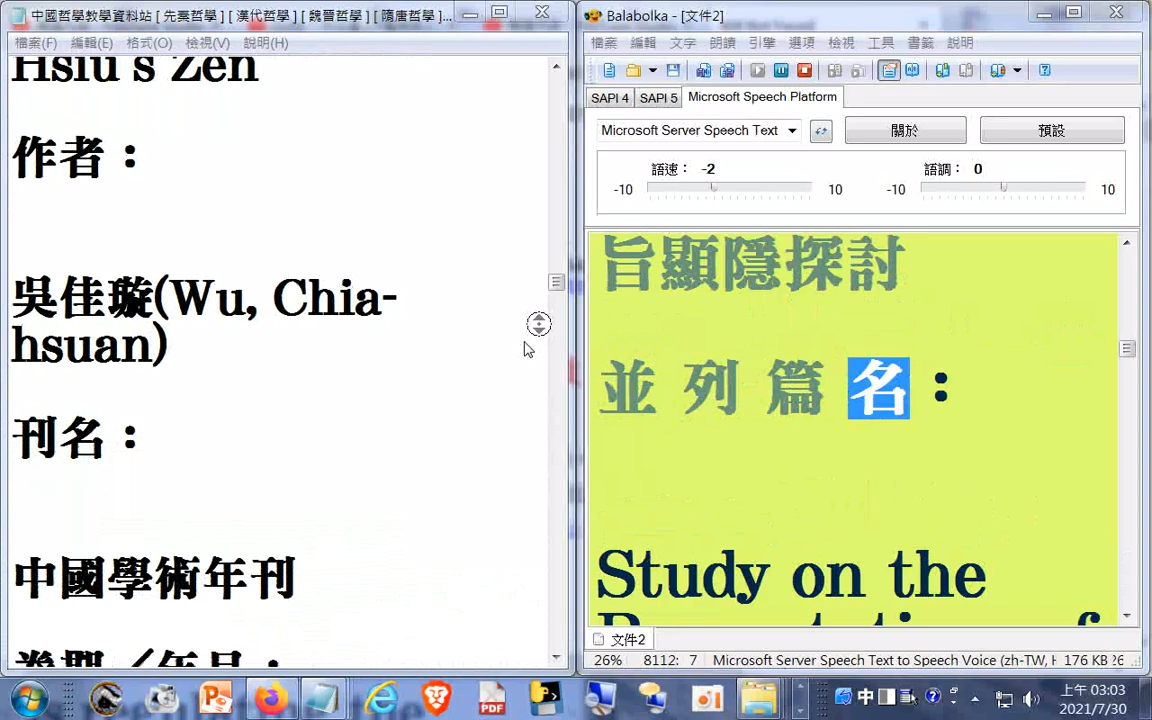 中國哲學教學資料站 [ 先秦哲學 ] [ 漢代哲學 ] [ 魏晉哲學 ] [ 隋唐哲學 ]...
檔案(F) 編輯(E) 格式(O) 檢視(V) 說明(H)
Hsiu's Zen
作者：
吳佳璇(Wu, Chia-
hsuan)
刊名：
中國學術年刊
卷期／年月：
Balabolka - [文件2]
檔案 編輯 文字 朗讀 引擎 選項 檢視 工具 書籤 說明
SAPI 4 SAPI 5 Microsoft Speech Platform
Microsoft Server Speech Text 關於 預設
語速： -2 語調： 0
-10 10 -10 10
旨顯隱探討
並 列 篇 名：
Study on the
文件2
26% 8112: 7 Microsoft Server Speech Text to Speech Voice (zh-TW, H 176 KB
中
上午 03:03
2021/7/30